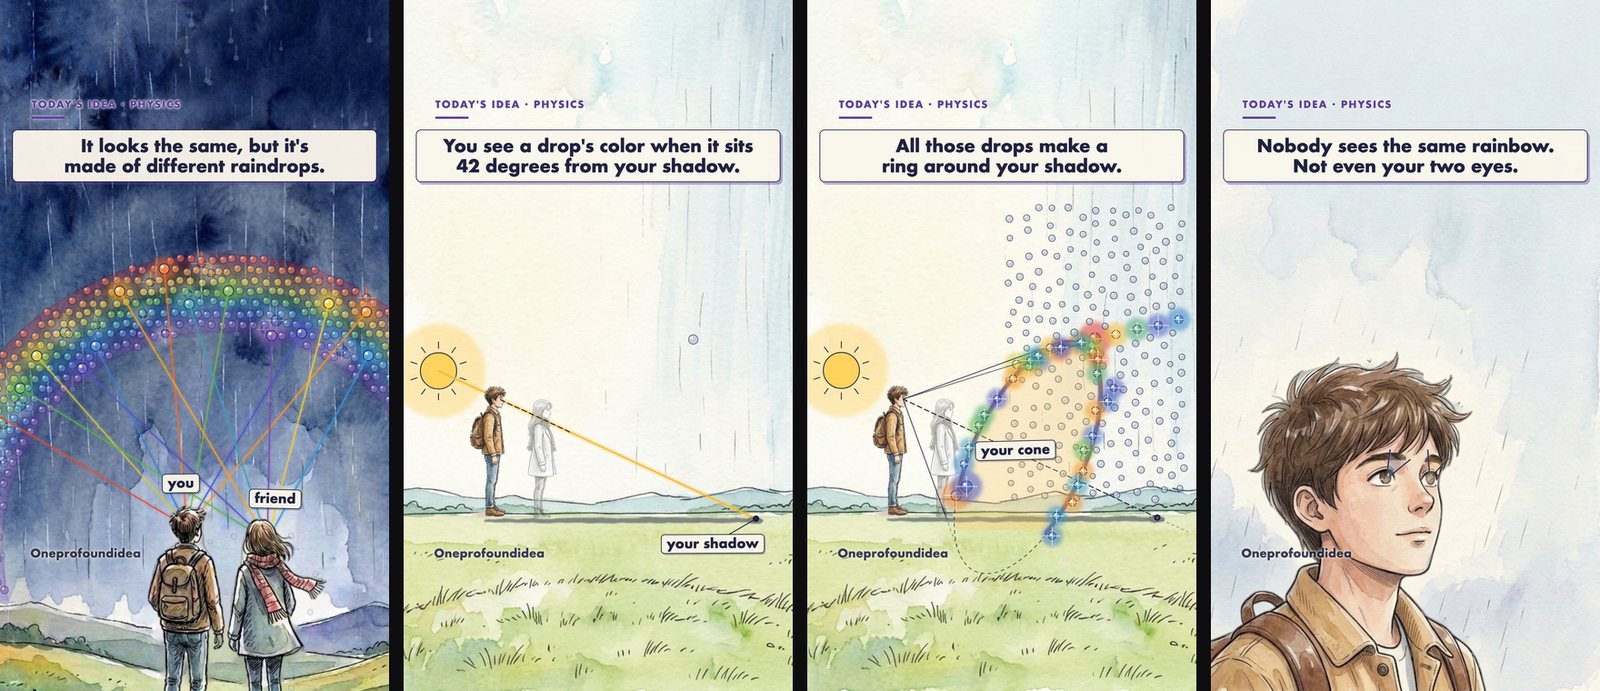 TODAY'S IDEA · PHYSICS
It looks the same, but it's
made of different raindrops.
you
friend
Oneprofoundidea
TODAY'S IDEA · PHYSICS
You see a drop's color when it sits
42 degrees from your shadow.
your shadow
Oneprofoundidea
TODAY'S IDEA · PHYSICS
All those drops make a
ring around your shadow.
your cone
Oneprofoundidea
TODAY'S IDEA · PHYSICS
Nobody sees the same rainbow.
Not even your two eyes.
Oneprofoundidea